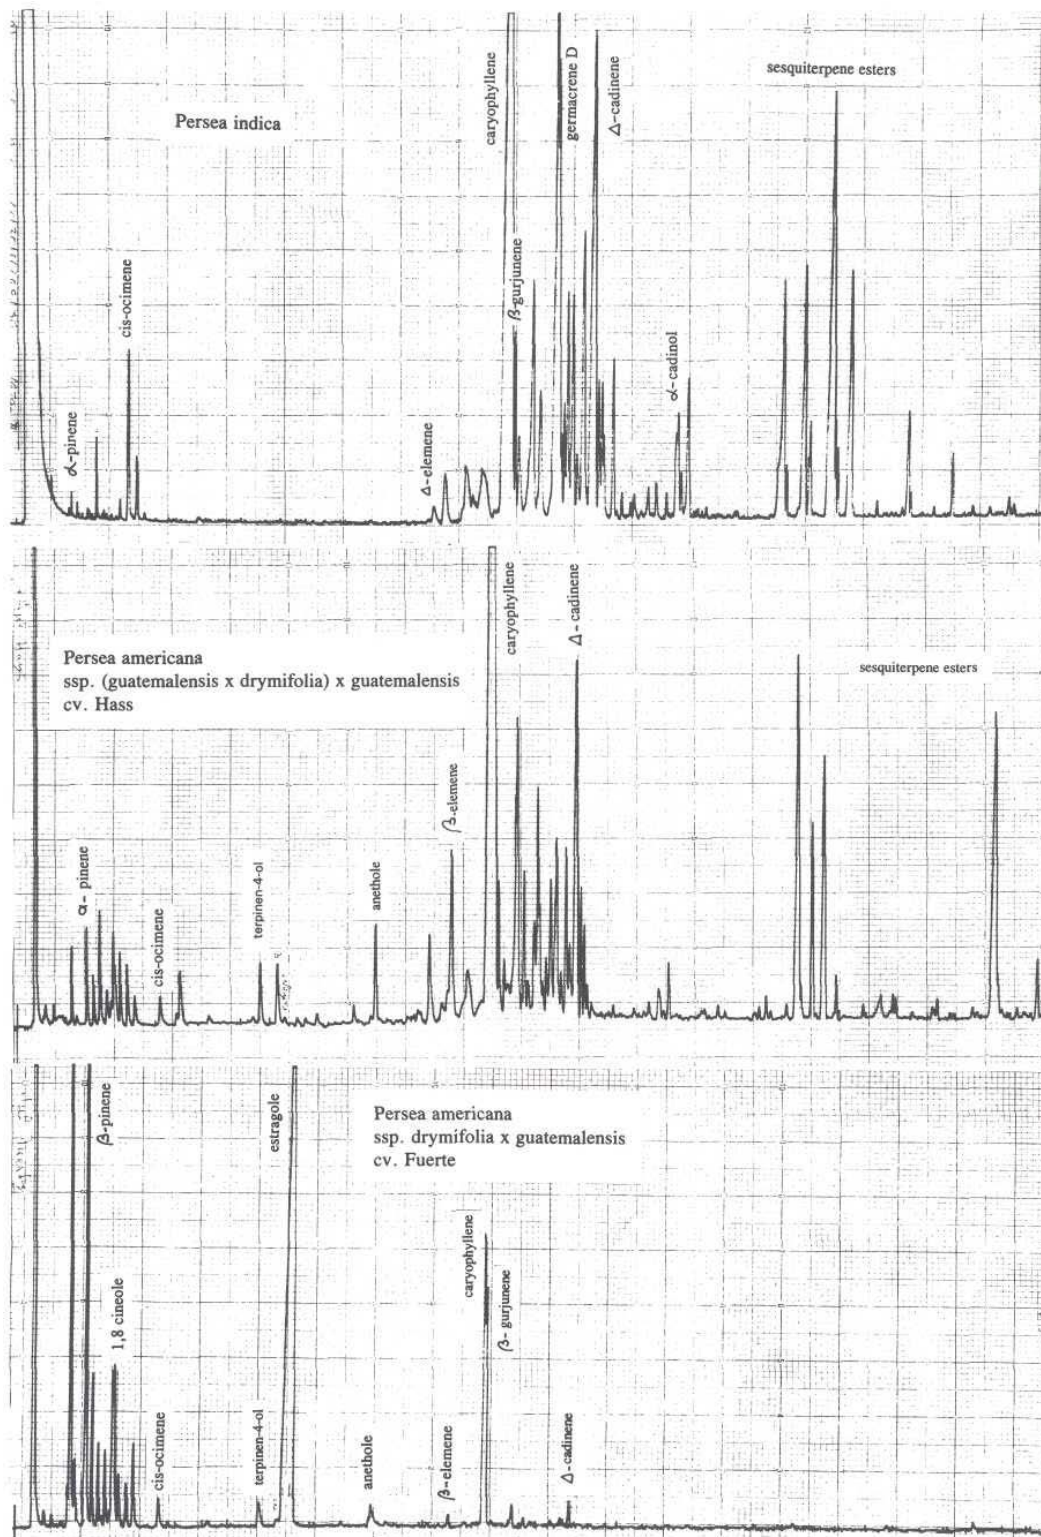 Persea indica
α-pinene
cis-ocimene
Δ-elemene
caryophyllene
β-gurjunene
germacrene D
Δ-cadinene
α-cadinol
sesquiterpene esters
Persea americana
ssp. (guatemalensis x drymifolia) x guatemalensis
cv. Hass
α- pinene
cis-ocimene
terpinen-4-ol
anethole
β-elemene
caryophyllene
Δ- cadinene
sesquiterpene esters
Persea americana
ssp. drymifolia x guatemalensis
cv. Fuerte
β-pinene
1,8 cineole
cis-ocimene
terpinen-4-ol
estragole
anethole
β-elemene
caryophyllene
β- gurjunene
Δ-cadinene